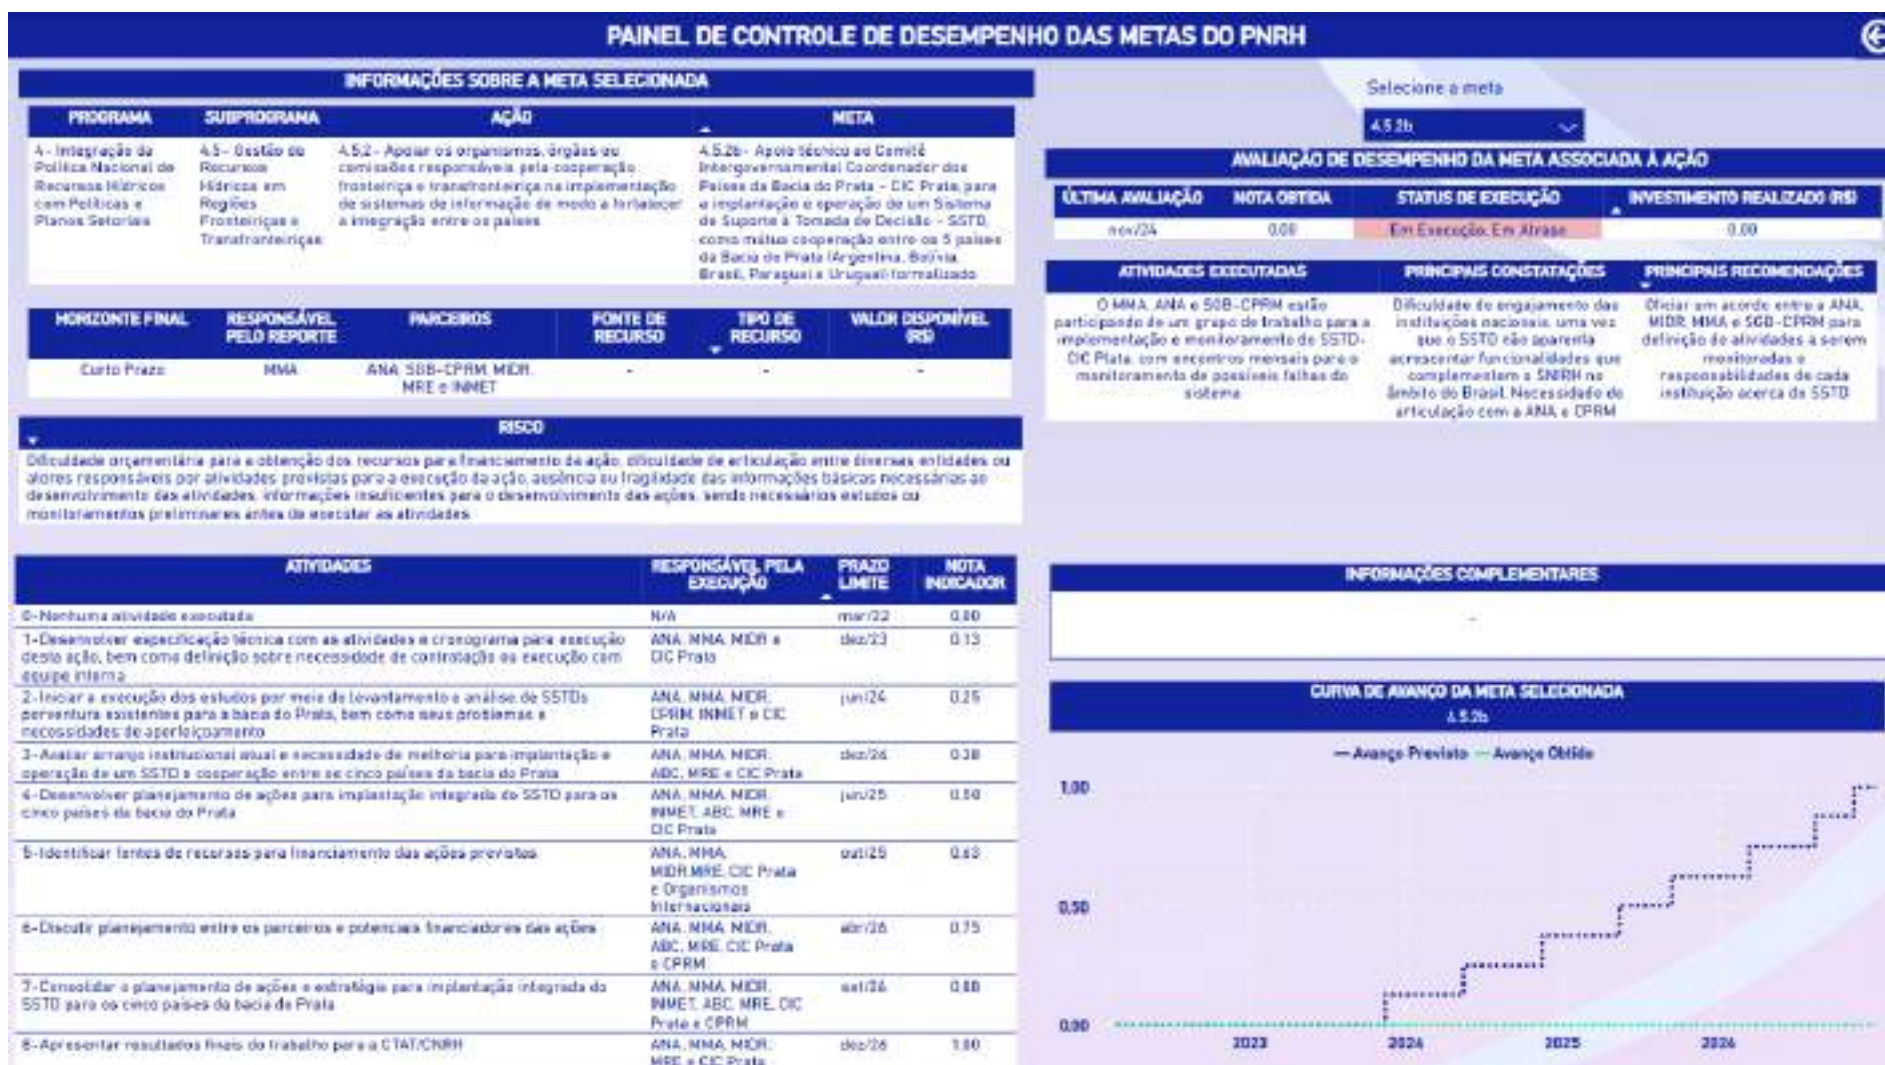 PAINEL DE CONTROLE DE DESEMPENHO DAS METAS DO PNRH
INFORMAÇÕES SOBRE A META SELECIONADA
PROGRAMA SUBPROGRAMA AÇÃO META
4 - Integração da Política Nacional de Recursos Hídricos com Políticas e Planos Setoriais
4.5 - Gestão de Recursos Hídricos em Regiões Fronteiriças e Transfronteiriças
4.5.2 - Apoiar os organismos, órgãos ou comissões responsáveis pela cooperação fronteiriça e transfronteiriça na implementação de sistemas de informação de modo a fortalecer a integração entre os países
4.5.2b - Apoio técnico ao Comitê Intergovernamental Coordenador dos Países da Bacia do Prata - CIC Prata, para a implantação e operação de um Sistema de Suporte à Tomada de Decisão - SSTD, como mútua cooperação entre os 5 países da Bacia do Prata (Argentina, Bolívia, Brasil, Paraguai e Uruguai) formalizado
HORIZONTE FINAL RESPONSÁVEL PELO REPORTE PARCEIROS FONTE DE RECURSO TIPO DE RECURSO VALOR DISPONÍVEL (R$)
Curto Prazo MMA ANA, SGB-CPRM, MIDR, MRE e INMET - - -
RISCO
Dificuldade orçamentária para a obtenção dos recursos para financiamento da ação, dificuldade de articulação entre diversas entidades ou
atores responsáveis por atividades previstas para a execução da ação, ausência ou fragilidade das informações básicas necessárias ao
desenvolvimento das atividades, informações insuficientes para o desenvolvimento das ações, sendo necessários estudos ou
monitoramentos preliminares antes de executar as atividades
ATIVIDADES RESPONSÁVEL PELA EXECUÇÃO PRAZO LIMITE NOTA INDICADOR
0-Nenhuma atividade executada N/A mar/22 0,00
1-Desenvolver especificação técnica com as atividades e cronograma para execução desta ação, bem como definição sobre necessidade de contratação ou execução com equipe interna ANA, MMA, MIDR e CIC Prata dez/23 0,13
2-Iniciar a execução dos estudos por meio do levantamento e análise de SSTDs porventura existentes para a bacia do Prata, bem como seus problemas e necessidades de aperfeiçoamento ANA, MMA, MIDR, CPRM, INMET e CIC Prata jun/24 0,25
3-Avaliar arranjo institucional atual e necessidade de melhoria para implantação e operação de um SSTD e cooperação entre os cinco países da bacia do Prata ANA, MMA, MIDR, ABC, MRE e CIC Prata dez/24 0,38
4-Desenvolver planejamento de ações para implantação integrada do SSTD para os cinco países da bacia do Prata ANA, MMA, MIDR, INMET, ABC, MRE e CIC Prata jun/25 0,50
5-Identificar fontes de recursos para financiamento das ações previstas ANA, MMA, MIDR,MRE, CIC Prata e Organismos Internacionais out/25 0,63
6-Discutir planejamento entre os parceiros e potenciais financiadores das ações ANA, MMA, MIDR, ABC, MRE, CIC Prata e CPRM abr/26 0,75
7-Consolidar o planejamento de ações e estratégia para implantação integrada do SSTD para os cinco países da bacia do Prata ANA, MMA, MIDR, INMET, ABC, MRE, CIC Prata e CPRM set/26 0,88
8-Apresentar resultados finais do trabalho para a CTAT/CNRH ANA, MMA, MIDR, MRE e CIC Prata dez/26 1,00
Selecione a meta
4.5.2b
AVALIAÇÃO DE DESEMPENHO DA META ASSOCIADA À AÇÃO
ÚLTIMA AVALIAÇÃO NOTA OBTIDA STATUS DE EXECUÇÃO INVESTIMENTO REALIZADO (R$)
nov/24 0,00 Em Execução, Em Atraso 0,00
ATIVIDADES EXECUTADAS PRINCIPAIS CONSTATAÇÕES PRINCIPAIS RECOMENDAÇÕES
O MMA, ANA e SGB-CPRM estão participando de um grupo de trabalho para a implementação e monitoramento do SSTD-CIC Plata, com encontros mensais para o monitoramento de possíveis falhas do sistema
Dificuldade de engajamento das instituições nacionais, uma vez que o SSTD não aparenta acrescentar funcionalidades que complementem o SNIRH no âmbito do Brasil. Necessidade de articulação com a ANA e CPRM
Oficiar um acordo entre a ANA, MIDR, MMA e SGB-CPRM para definição de atividades a serem monitoradas e responsabilidades de cada instituição acerca do SSTD
INFORMAÇÕES COMPLEMENTARES
-
CURVA DE AVANÇO DA META SELECIONADA
4.5.2b
Avanço Previsto Avanço Obtido
1,00
0,50
0,00
2023 2024 2025 2026